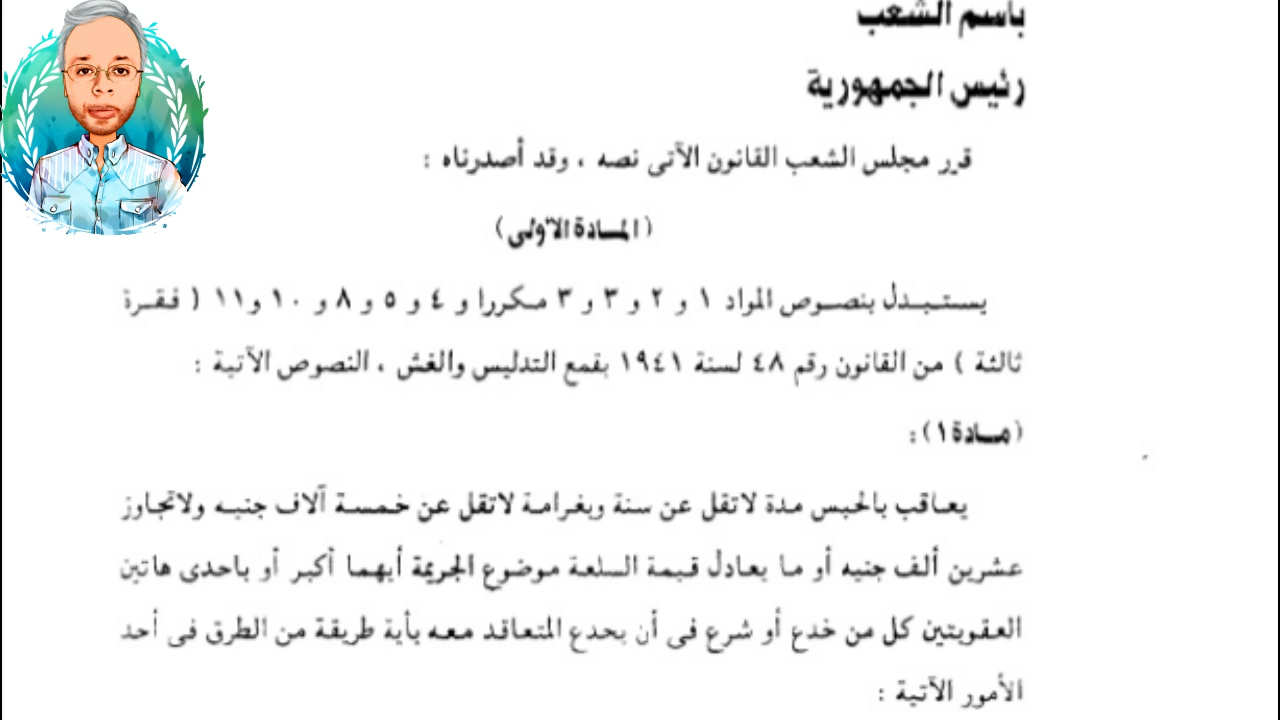 باسم الشعب
رئيس الجمهورية
قرر مجلس الشعب القانون الآتى نصه ، وقد أصدرناه :
(المادة الأولى)
يستبدل بنصوص المواد ١ و ٢ و ٣ و ٣ مكررا و ٤ و ٥ و ٨ و ١٠ و١١ ( فقرة
ثالثة ) من القانون رقم ٤٨ لسنة ١٩٤١ بقمع التدليس والغش ، النصوص الآتية :
(مادة ١) :
يعاقب بالحبس مدة لاتقل عن سنة وبغرامة لاتقل عن خمسة آلاف جنيه ولاتجاوز
عشرين ألف جنيه أو ما يعادل قيمة السلعة موضوع الجريمة أيهما أكبر أو باحدى هاتين
العقوبتين كل من خدع أو شرع فى أن يخدع المتعاقد معه بأية طريقة من الطرق فى أحد
الأمور الآتية :